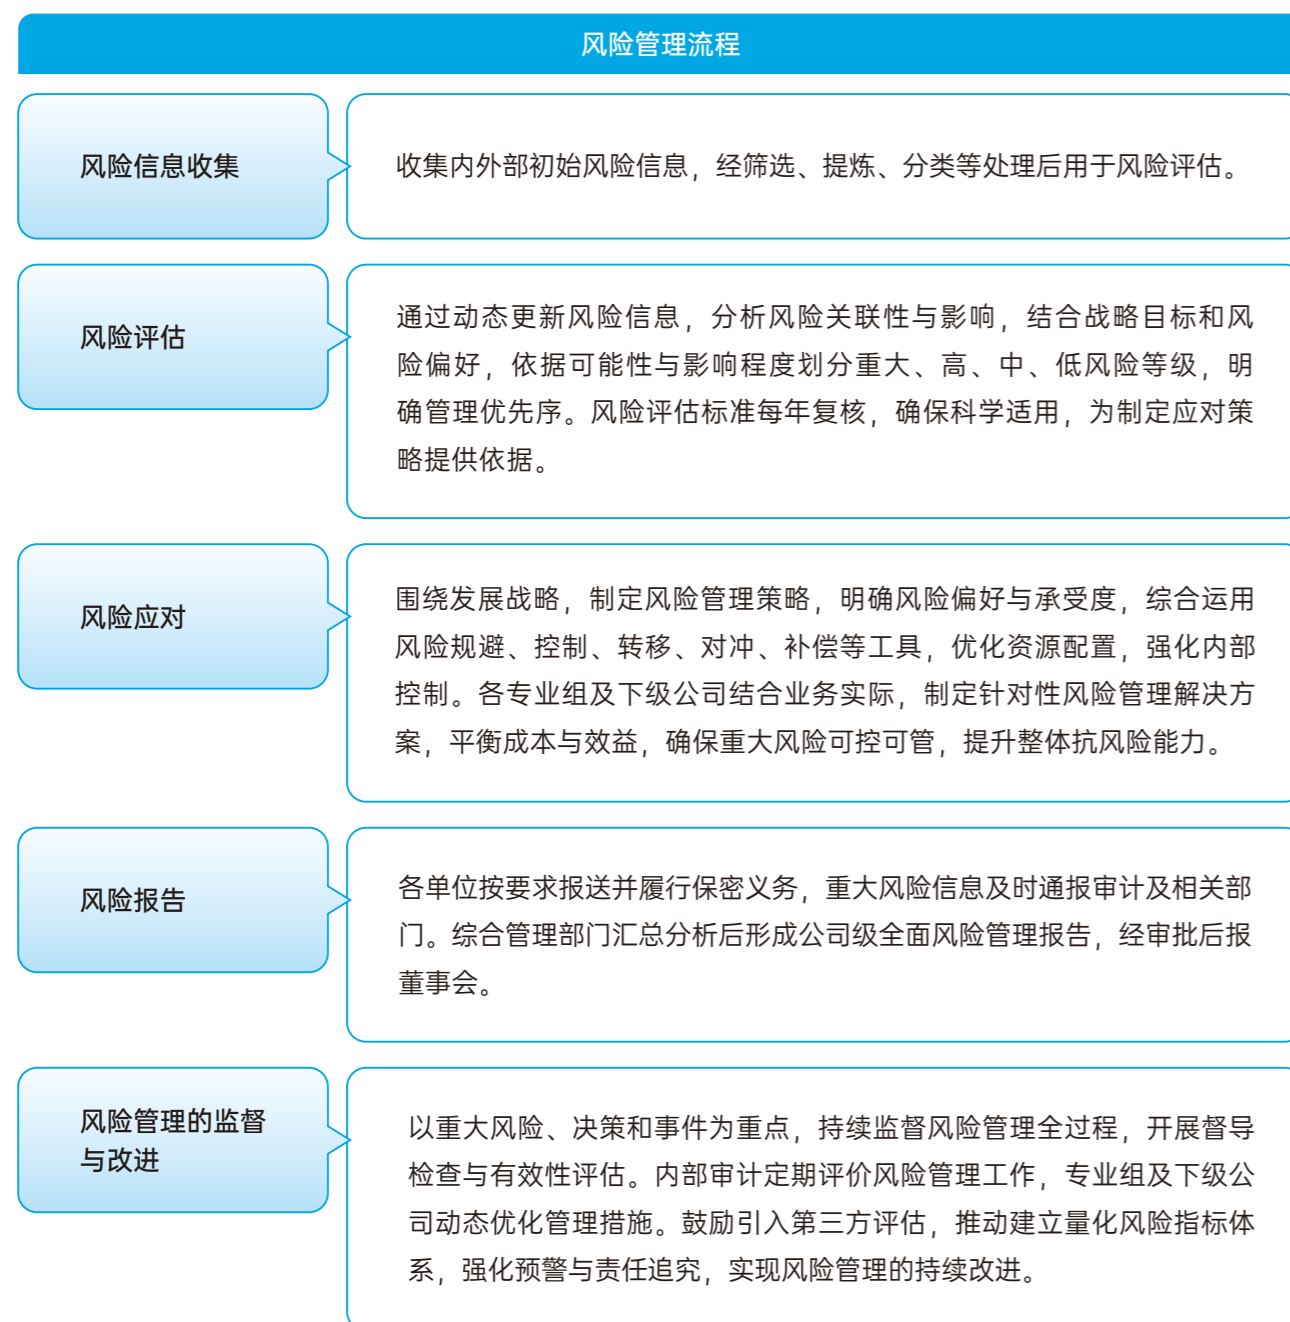 风险管理流程
风险信息收集
收集内外部初始风险信息，经筛选、提炼、分类等处理后用于风险评估。
风险评估
通过动态更新风险信息，分析风险关联性与影响，结合战略目标和风
险偏好，依据可能性与影响程度划分重大、高、中、低风险等级，明
确管理优先序。风险评估标准每年复核，确保科学适用，为制定应对策
略提供依据。
风险应对
围绕发展战略，制定风险管理策略，明确风险偏好与承受度，综合运用
风险规避、控制、转移、对冲、补偿等工具，优化资源配置，强化内部
控制。各专业组及下级公司结合业务实际，制定针对性风险管理解决方
案，平衡成本与效益，确保重大风险可控可管，提升整体抗风险能力。
风险报告
各单位按要求报送并履行保密义务，重大风险信息及时通报审计及相关部
门。综合管理部门汇总分析后形成公司级全面风险管理报告，经审批后报
董事会。
风险管理的监督
与改进
以重大风险、决策和事件为重点，持续监督风险管理全过程，开展督导
检查与有效性评估。内部审计定期评价风险管理工作，专业组及下级公
司动态优化管理措施。鼓励引入第三方评估，推动建立量化风险指标体
系，强化预警与责任追究，实现风险管理的持续改进。